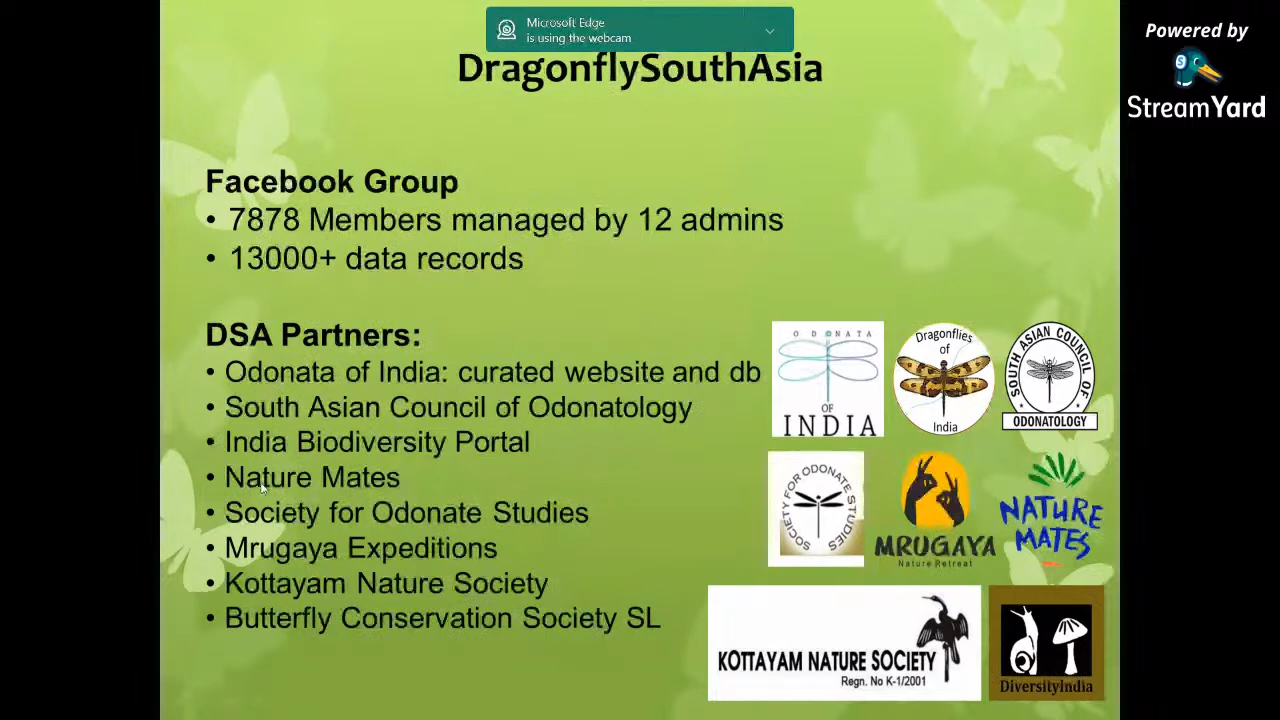 Microsoft Edge
is using the webcam
Powered by
StreamYard
DragonflySouthAsia
Facebook Group
• 7878 Members managed by 12 admins
• 13000+ data records
DSA Partners:
• Odonata of India: curated website and db
• South Asian Council of Odonatology
• India Biodiversity Portal
• Nature Mates
• Society for Odonate Studies
• Mrugaya Expeditions
• Kottayam Nature Society
• Butterfly Conservation Society SL
ODONATA
OF
INDIA
Dragonflies
of
India
SOUTH ASIAN COUNCIL OF
ODONATOLOGY
SOCIETY FOR ODONATE STUDIES
MRUGAYA
Nature Retreat
NATURE
MATES
KOTTAYAM NATURE SOCIETY
Regn. No K-1/2001
DiversityIndia